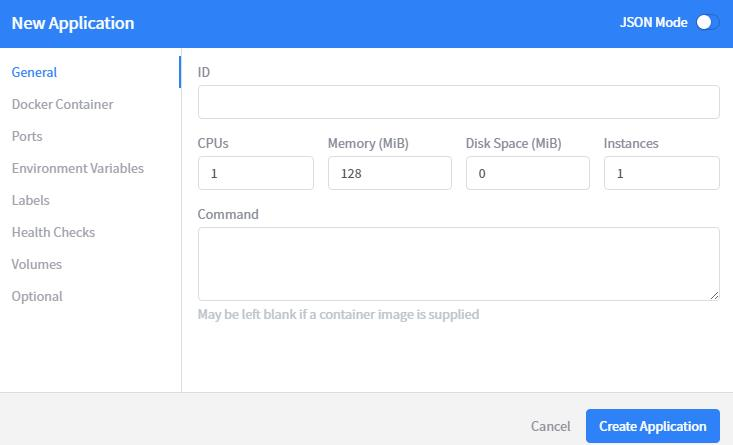 New Application
JSON Mode
General
Docker Container
Ports
Environment Variables
Labels
Health Checks
Volumes
Optional
ID
CPUs Memory (MiB) Disk Space (MiB) Instances
1 128 0 1
Command
May be left blank if a container image is supplied
Cancel Create Application